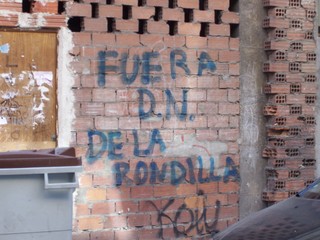 FUERA
D.N.
DE LA
RONDILLA